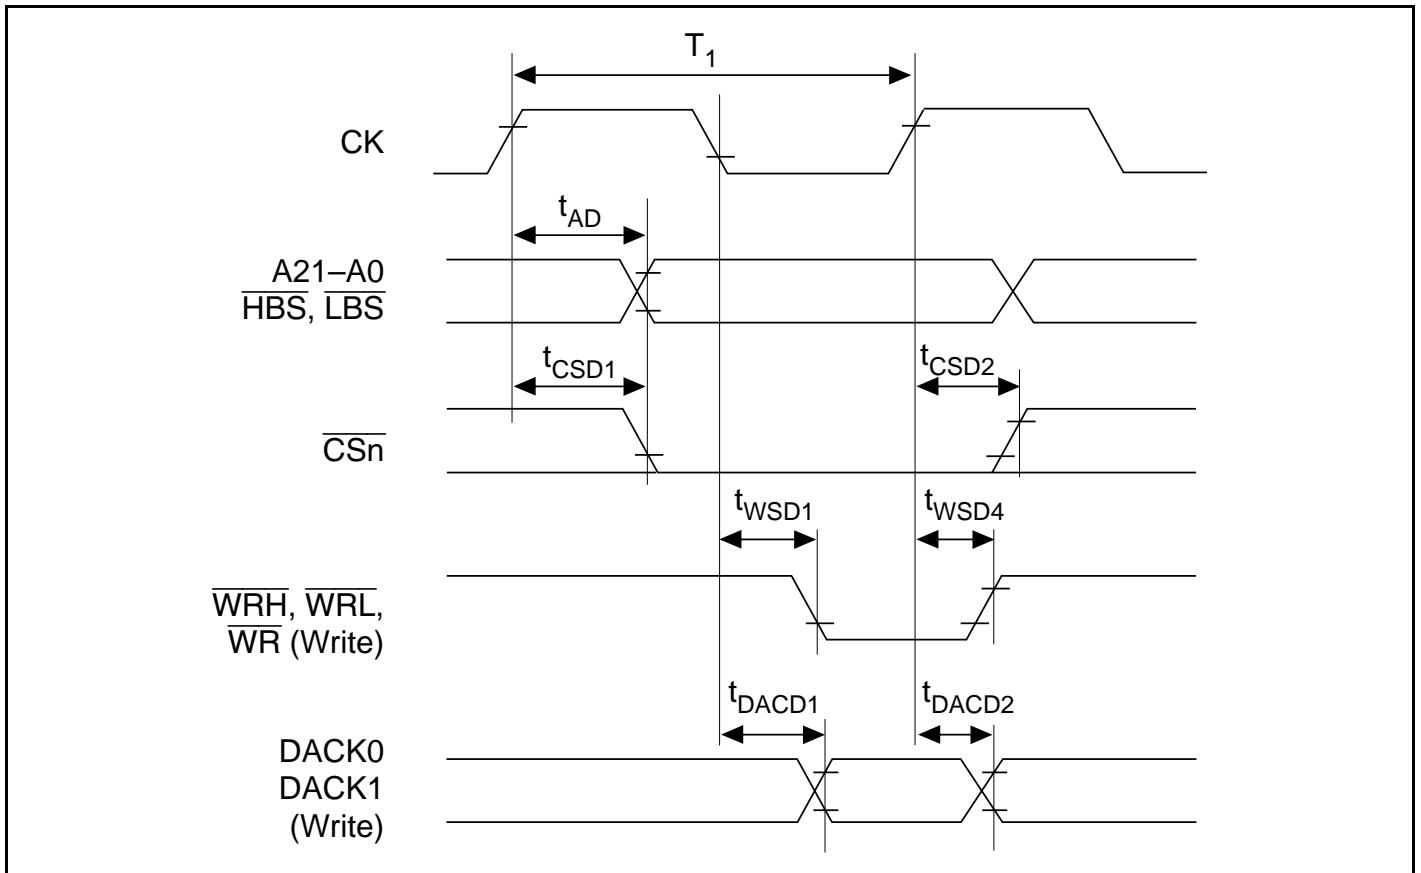 T1
CK
tAD
A21–A0
HBS, LBS
tCSD1
tCSD2
CSn
tWSD1
tWSD4
WRH, WRL,
WR (Write)
tDACD1
tDACD2
DACK0
DACK1
(Write)